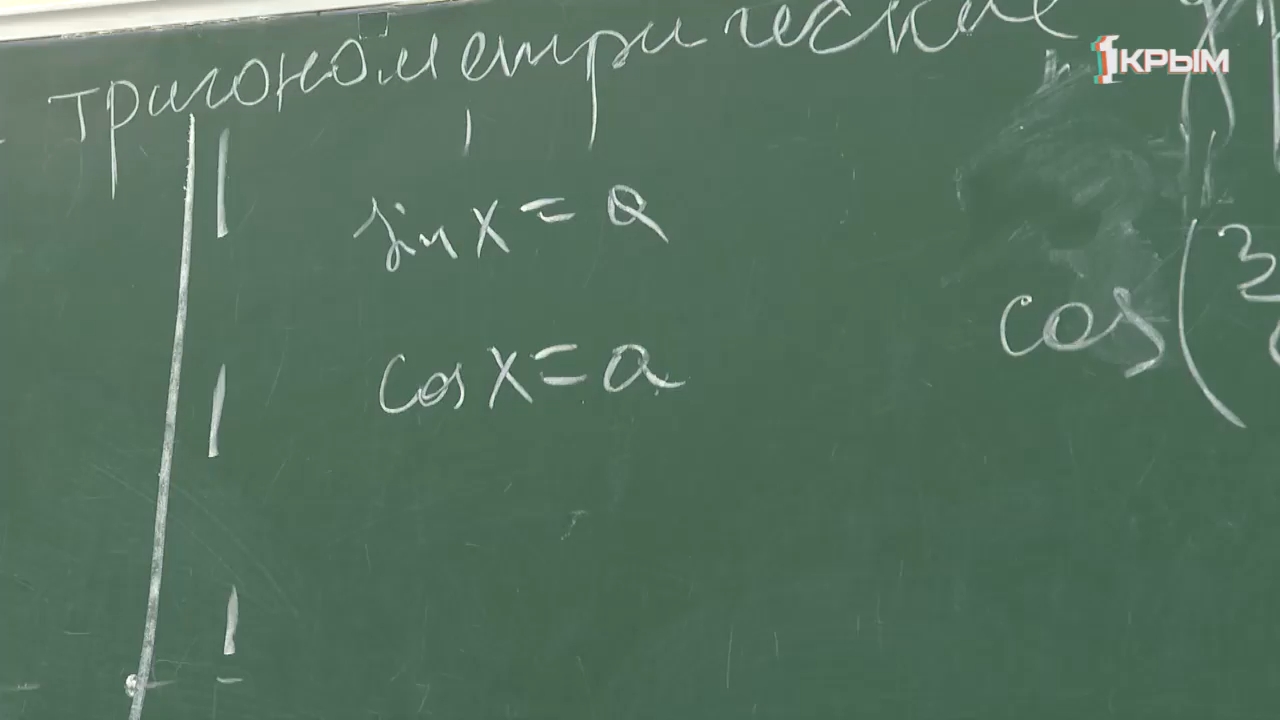 тригонометрические
1КРЫМ
sin x = a
cos x = a
cos(